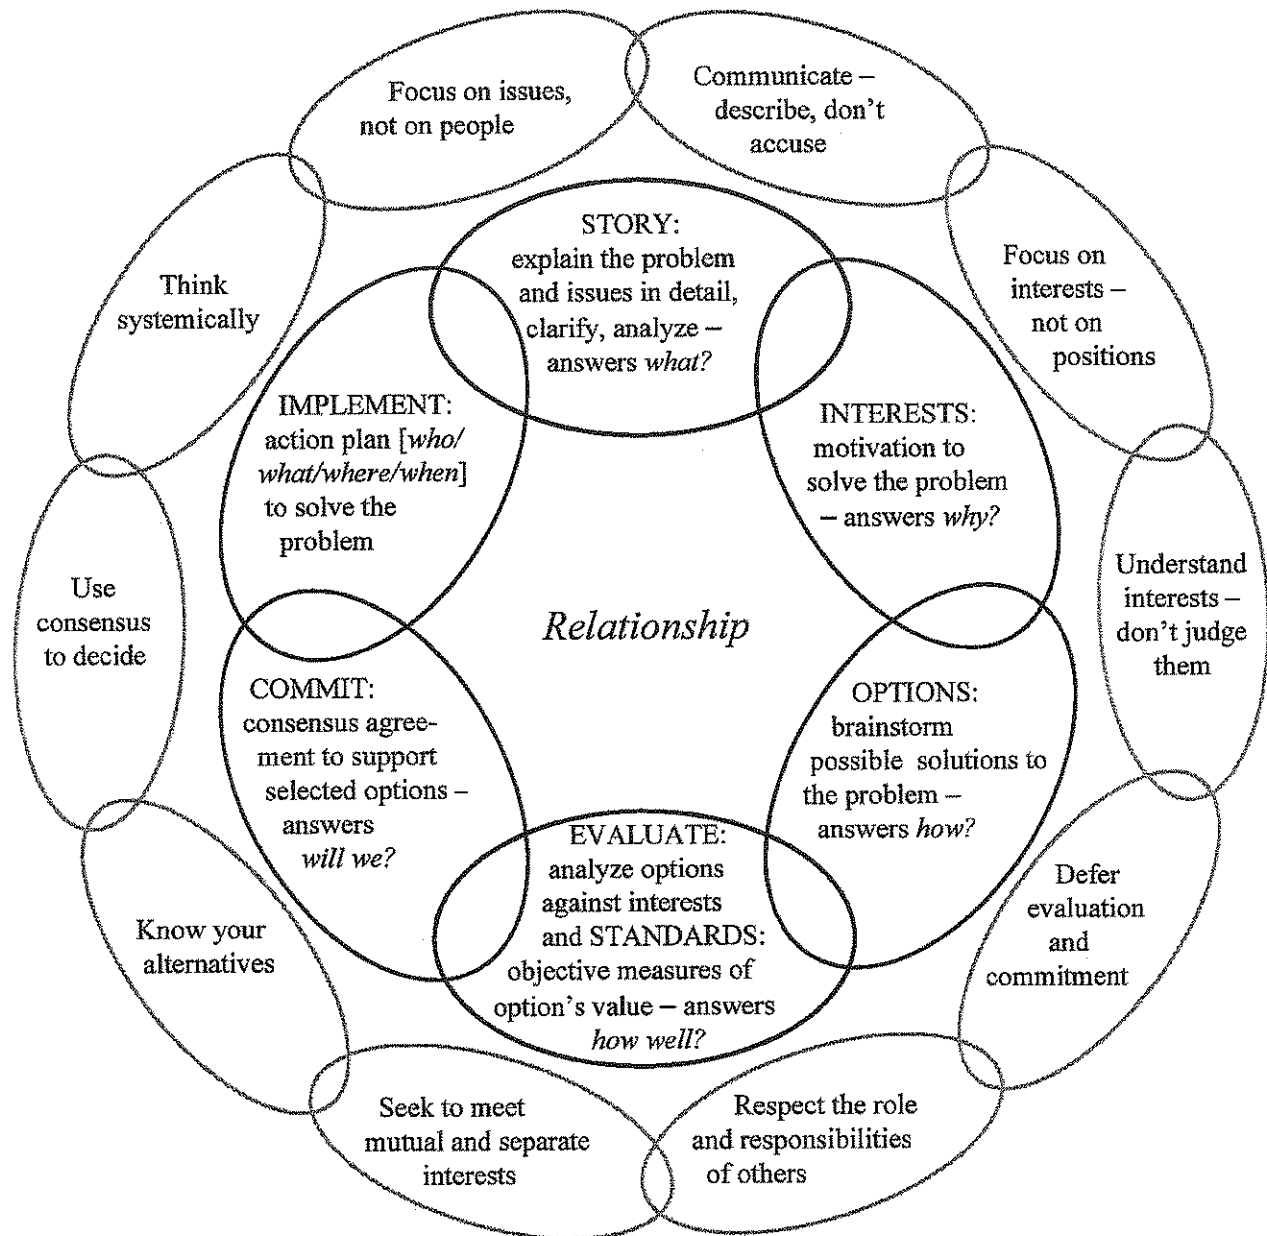 Focus on issues,
not on people
Communicate –
describe, don't
accuse
Focus on
interests –
not on
positions
Understand
interests –
don't judge
them
Defer
evaluation
and
commitment
Respect the role
and responsibilities
of others
Seek to meet
mutual and separate
interests
Know your
alternatives
Use
consensus
to decide
Think
systemically
STORY:
explain the problem
and issues in detail,
clarify, analyze –
answers what?
INTERESTS:
motivation to
solve the problem
– answers why?
OPTIONS:
brainstorm
possible solutions to
the problem –
answers how?
EVALUATE:
analyze options
against interests
and STANDARDS:
objective measures of
option's value – answers
how well?
COMMIT:
consensus agree-
ment to support
selected options –
answers
will we?
IMPLEMENT:
action plan [who/
what/where/when]
to solve the
problem
Relationship